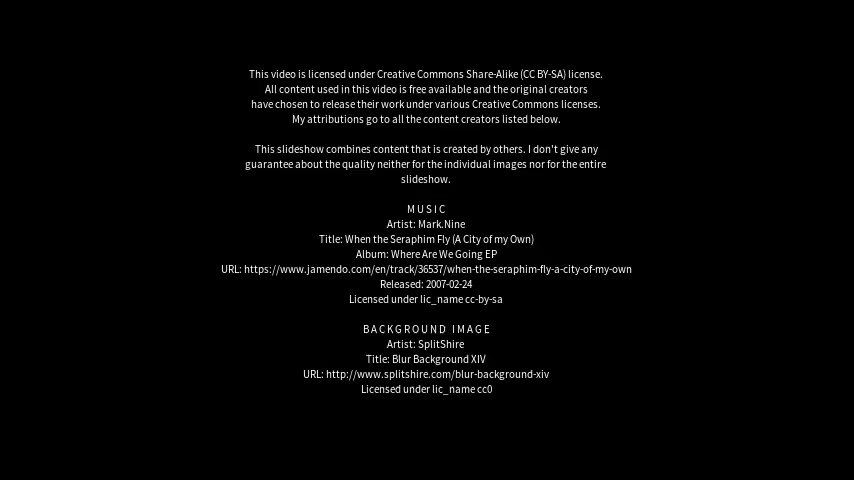 This video is licensed under Creative Commons Share-Alike (CC BY-SA) license.
All content used in this video is free available and the original creators
have chosen to release their work under various Creative Commons licenses.
My attributions go to all the content creators listed below.
This slideshow combines content that is created by others. I don't give any
guarantee about the quality neither for the individual images nor for the entire
slideshow.
MUSIC
Artist: Mark.Nine
Title: When the Seraphim Fly (A City of my Own)
Album: Where Are We Going EP
URL: https://www.jamendo.com/en/track/36537/when-the-seraphim-fly-a-city-of-my-own
Released: 2007-02-24
Licensed under lic_name cc-by-sa
BACKGROUND IMAGE
Artist: SplitShire
Title: Blur Background XIV
URL: http://www.splitshire.com/blur-background-xiv
Licensed under lic_name cc0